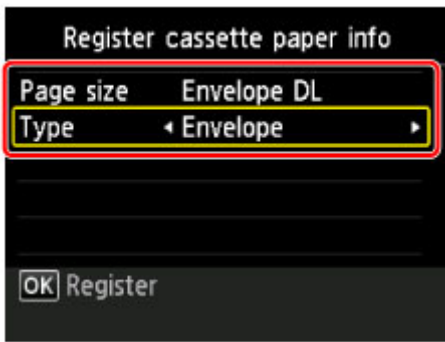 Register cassette paper info
Page size Envelope DL
Type Envelope
OK Register